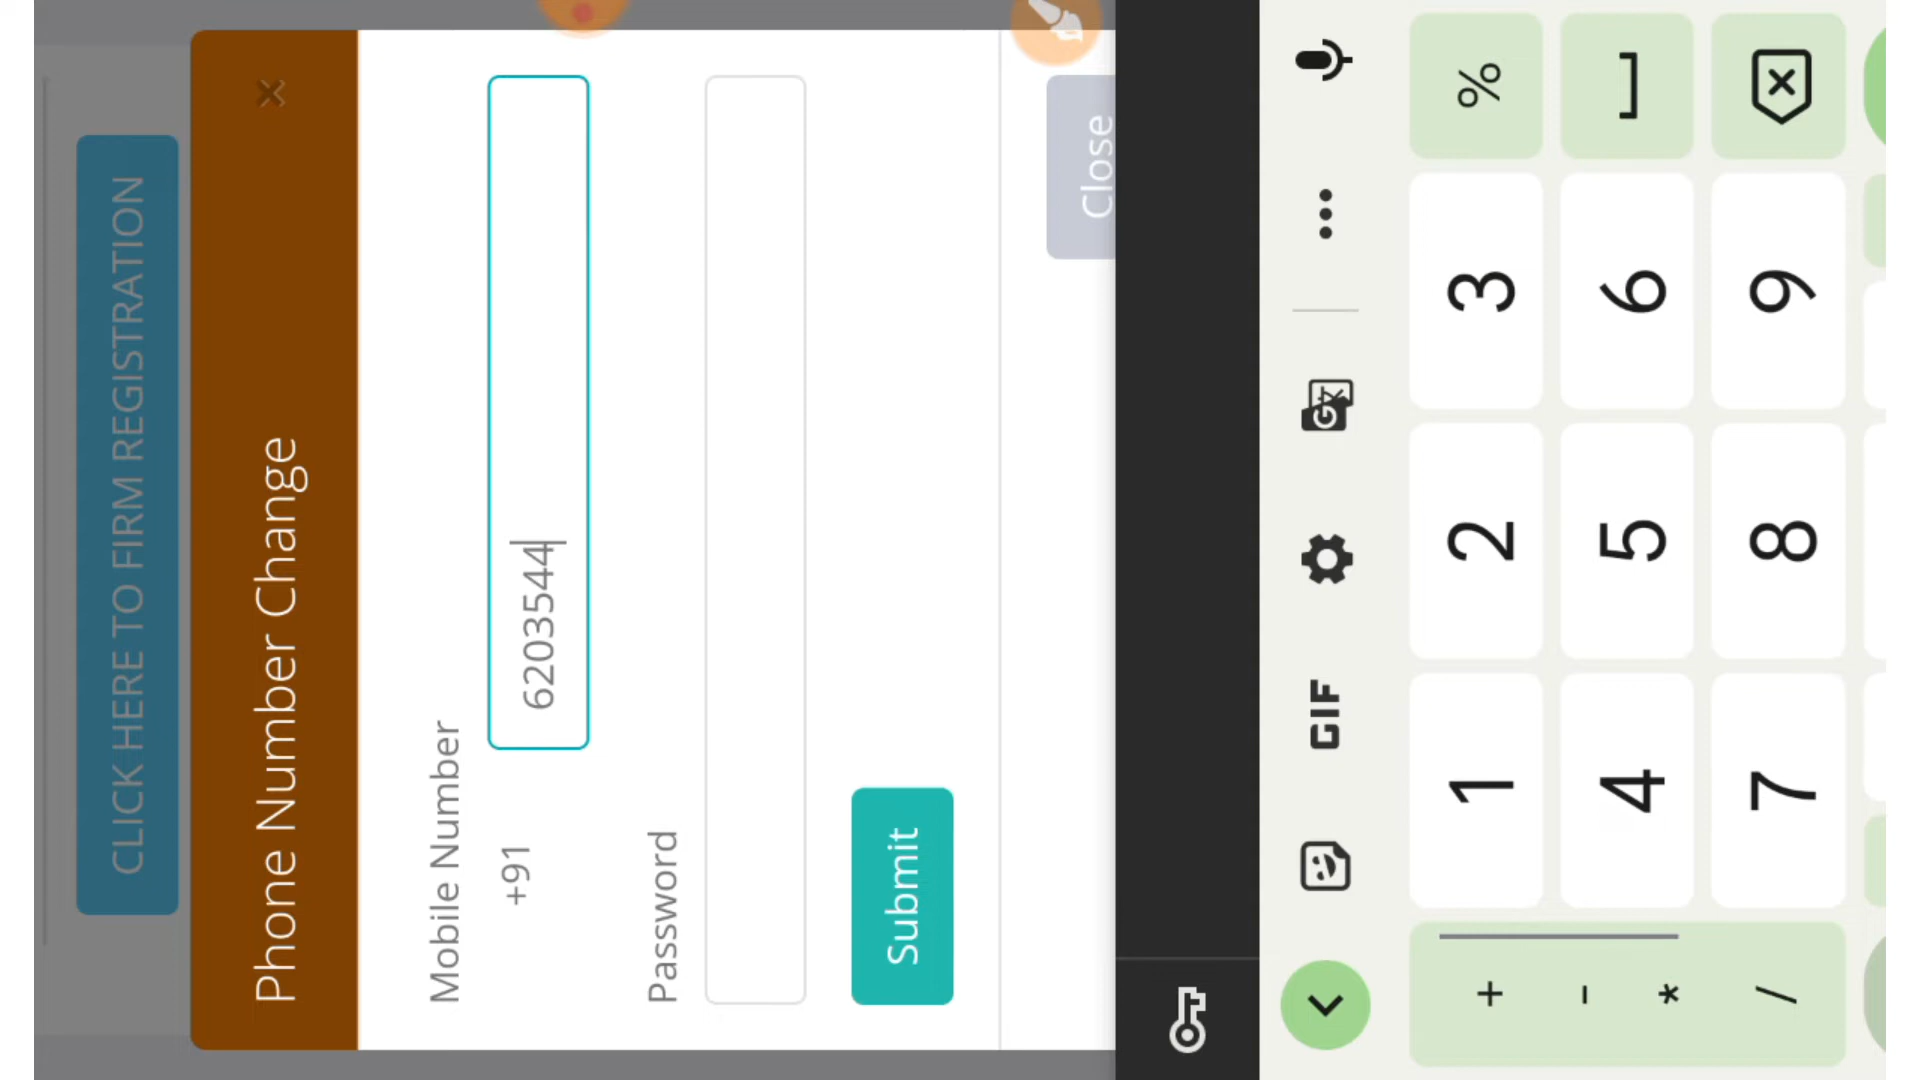 CLICK HERE TO FIRM REGISTRATION
Phone Number Change
×
Mobile Number
+91
6203544
Password
Submit
Close
GIF
+ 1 2 3 %
- 4 5 6 ]
* 7 8 9
/